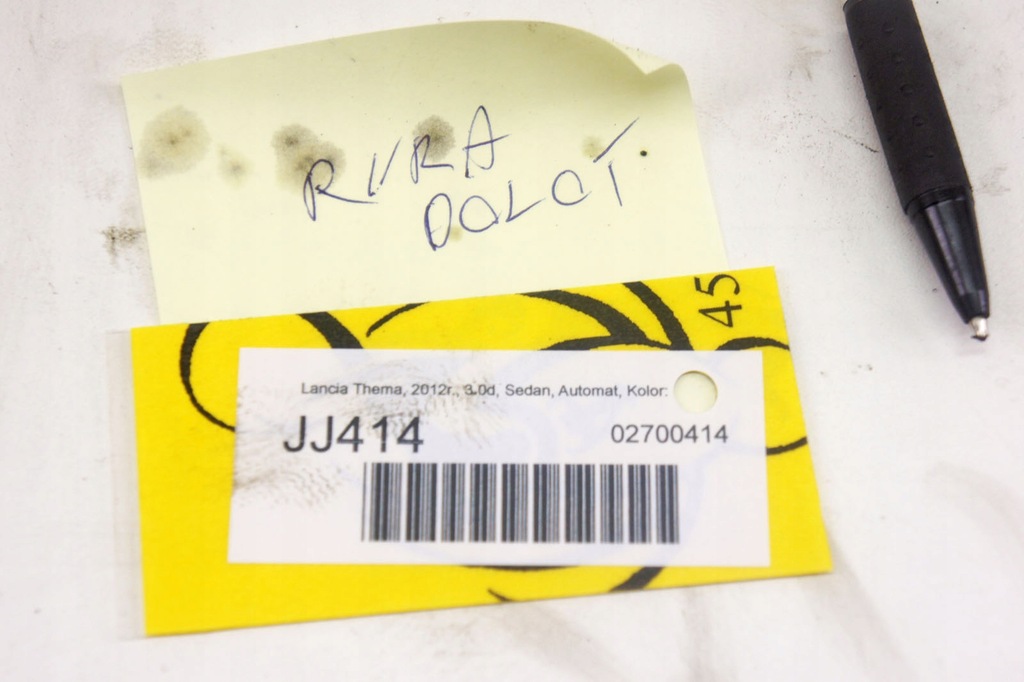 RURA
DOLOT
45
Lancia Thema, 2012r., 3.0d, Sedan, Automat, Kolor:
JJ414
02700414